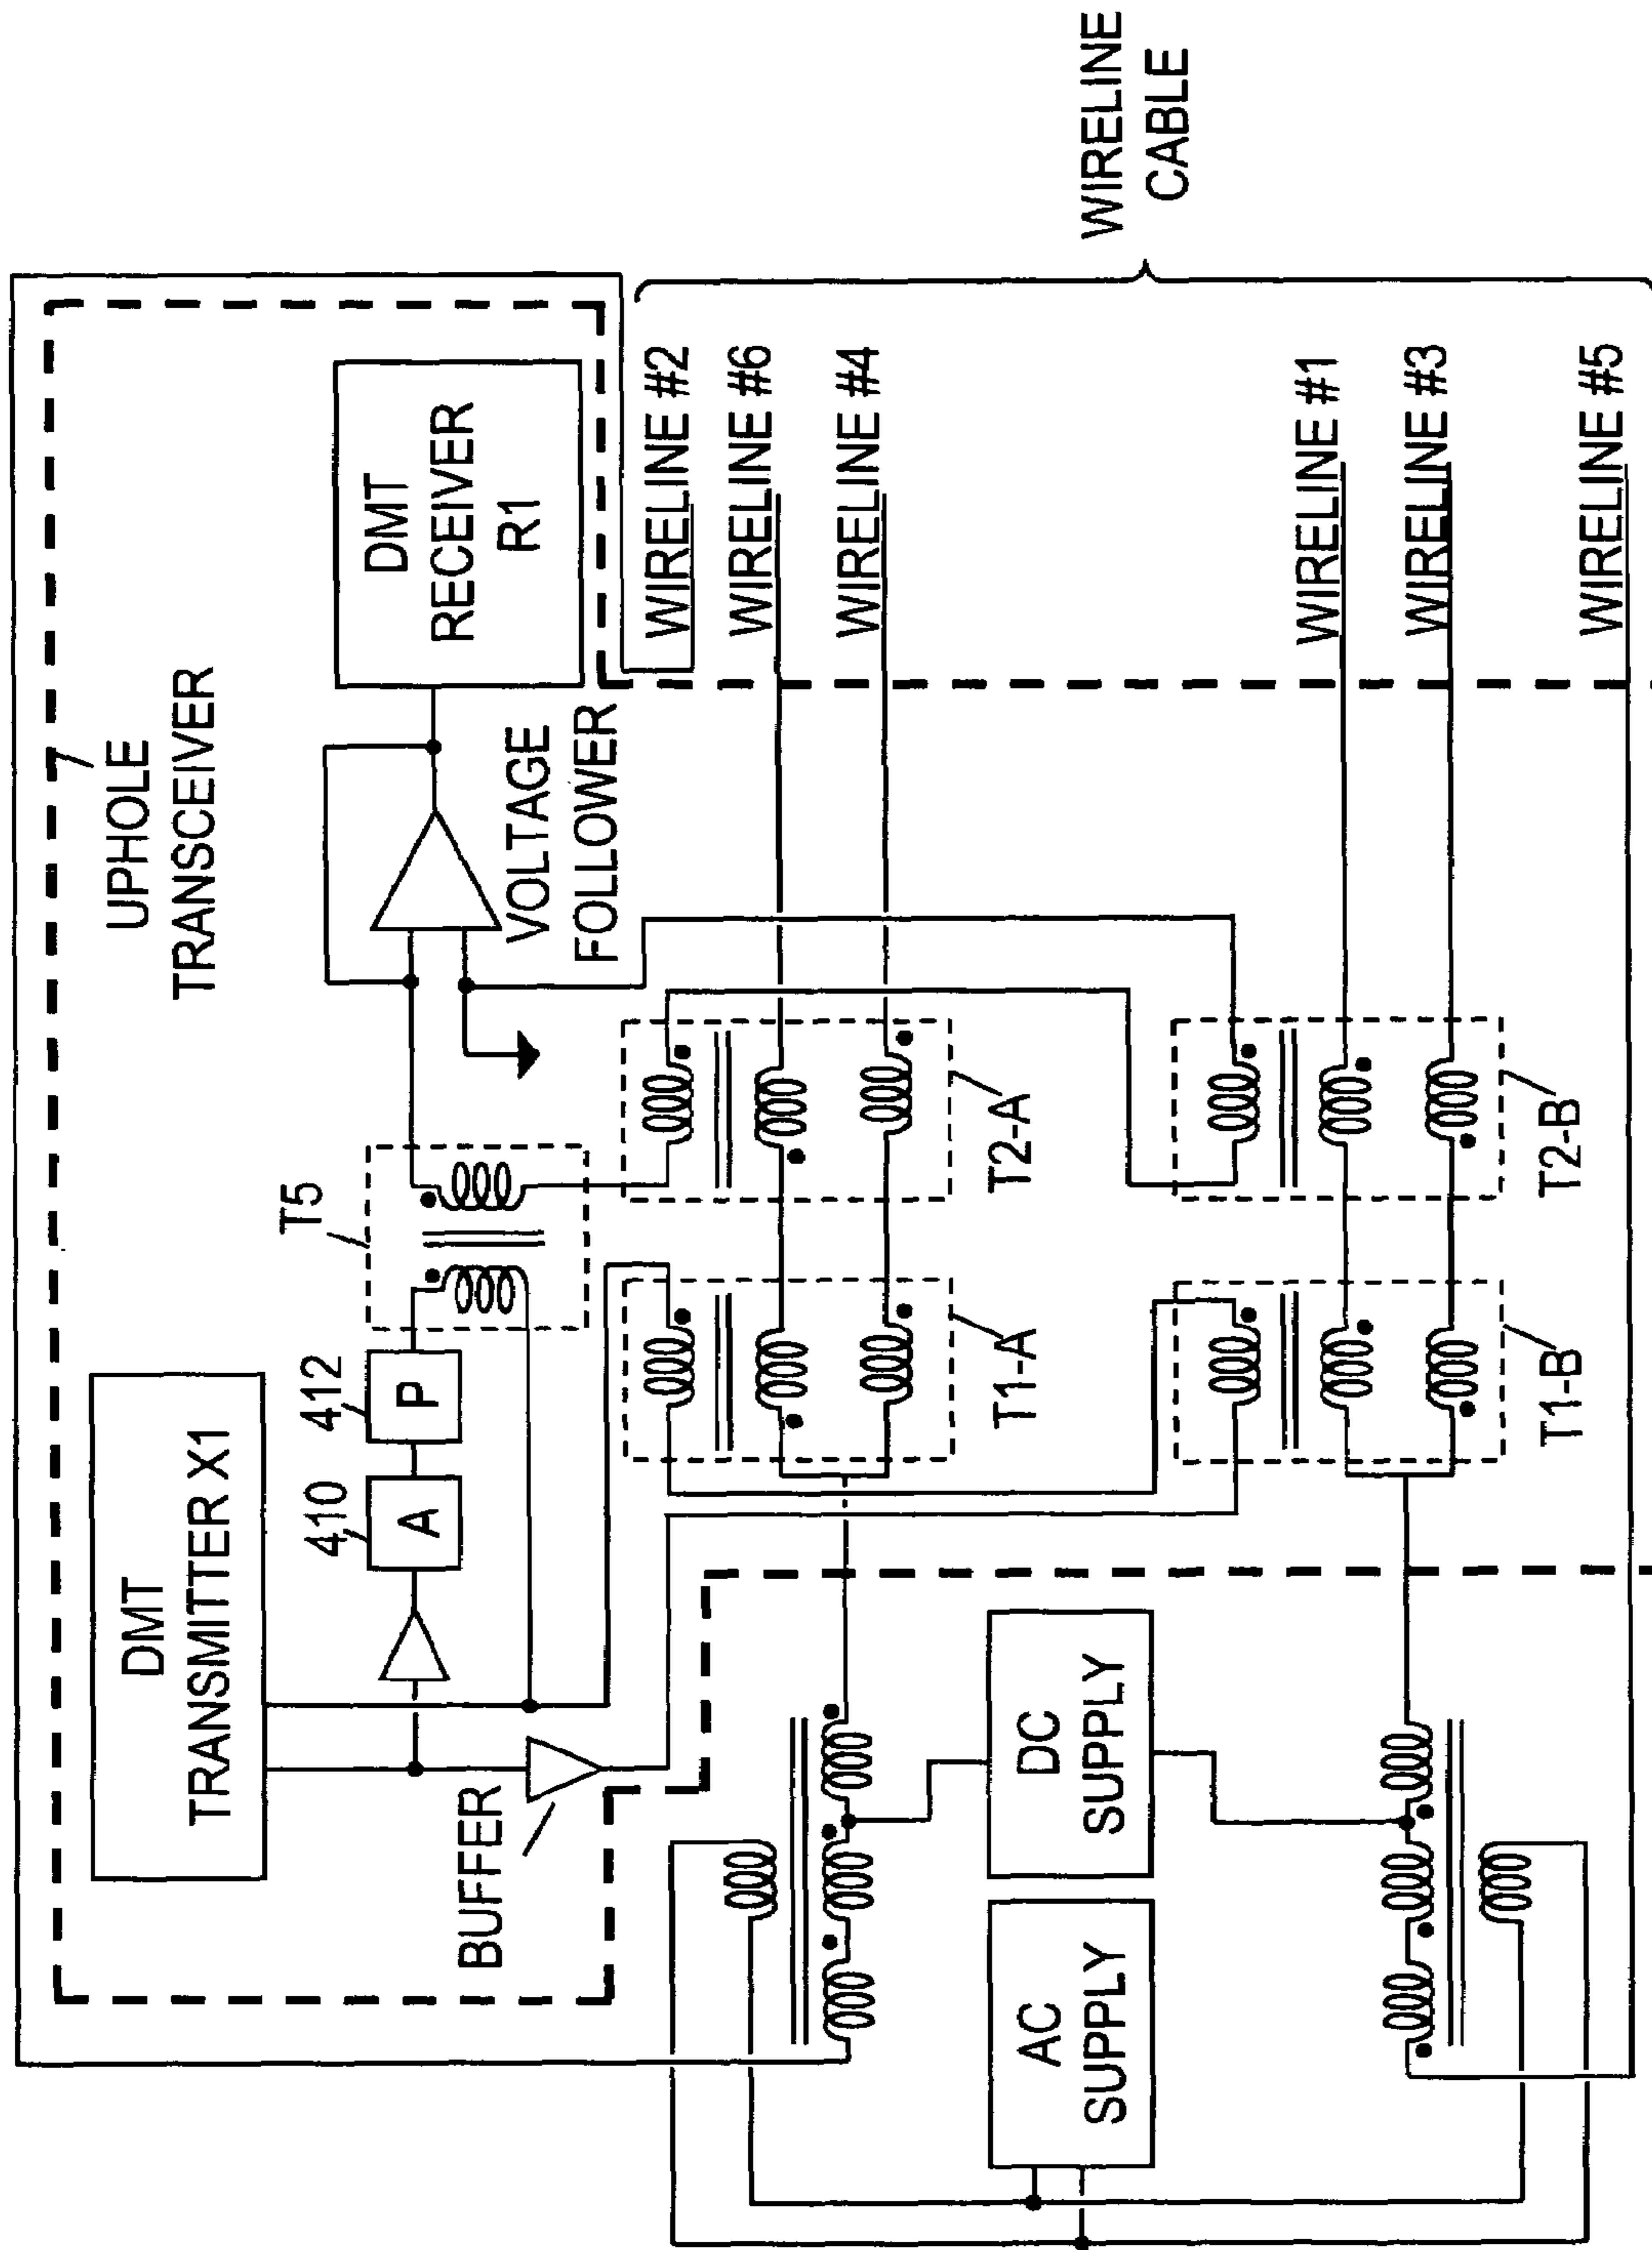 UPHOLE
TRANSCEIVER
DMT
TRANSMITTER X1
410
A
412
P
T5
DMT
RECEIVER
R1
VOLTAGE
FOLLOWER
BUFFER
WIRELINE #2
WIRELINE #6
WIRELINE #4
T1-A
T2-A
WIRELINE
CABLE
AC
SUPPLY
DC
SUPPLY
WIRELINE #1
WIRELINE #3
T1-B
T2-B
WIRELINE #5